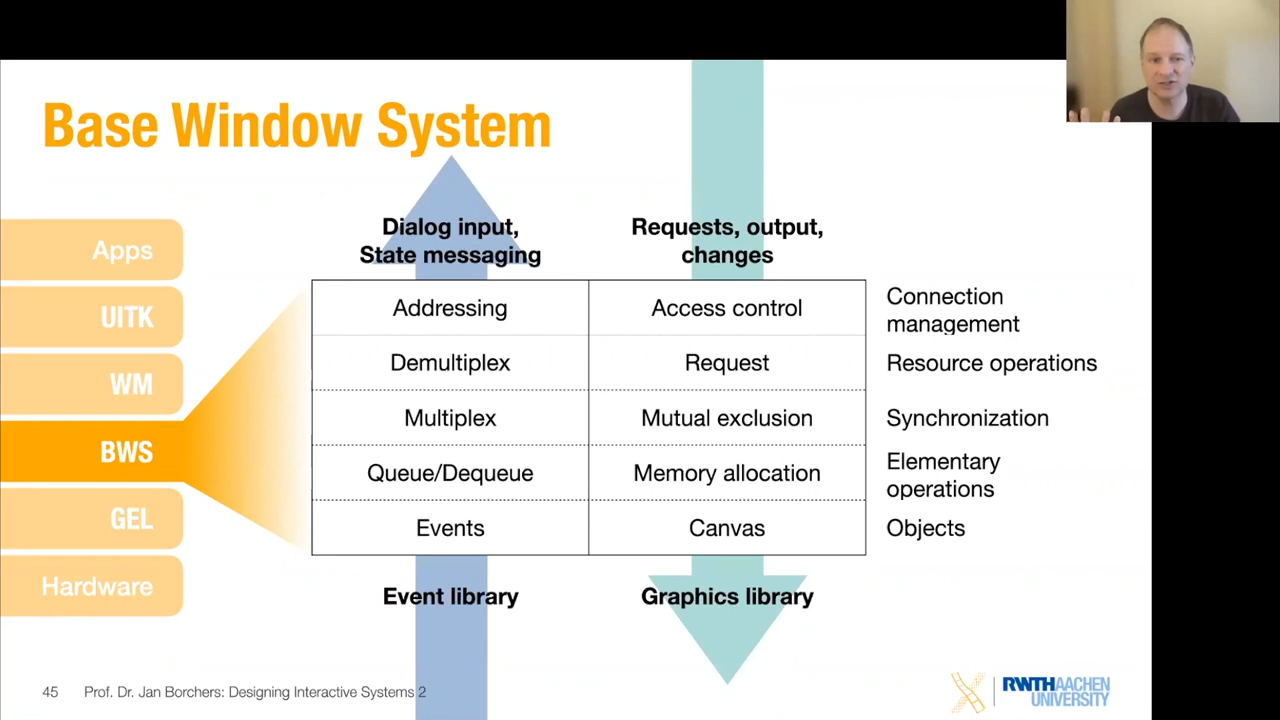 Base Window System
Apps
UITK
WM
BWS
GEL
Hardware
Dialog input,
State messaging
Requests, output,
changes
Addressing
Access control
Connection
management
Demultiplex
Request
Resource operations
Multiplex
Mutual exclusion
Synchronization
Queue/Dequeue
Memory allocation
Elementary
operations
Events
Canvas
Objects
Event library
Graphics library
45 Prof. Dr. Jan Borchers: Designing Interactive Systems 2
RWTHAACHEN
UNIVERSITY